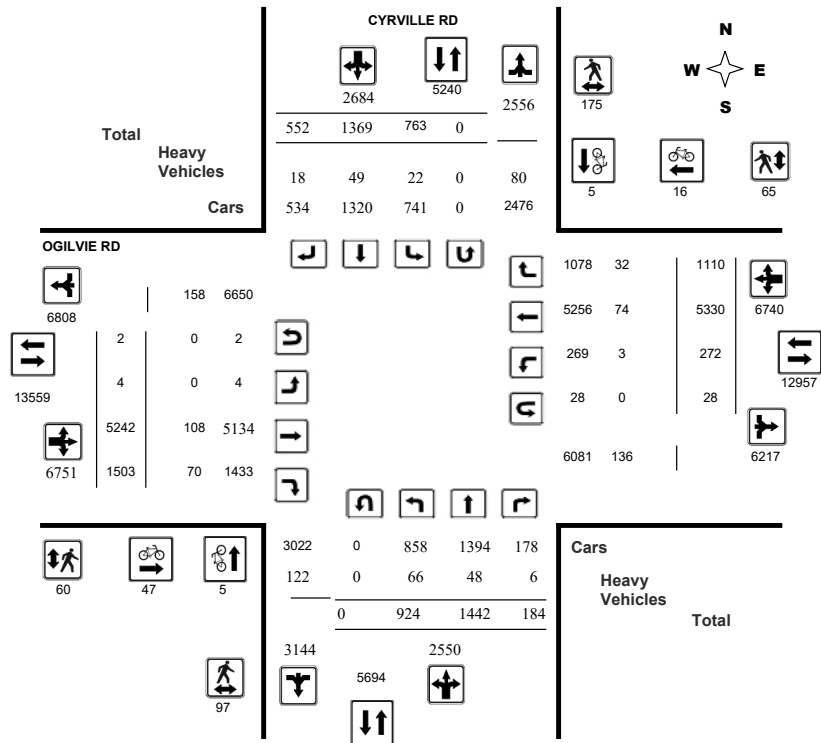 CYRVILLE RD
N
W E
S
2684
5240
2556
175
552 1369 763 0
Total
Heavy
Vehicles
18 49 22 0 80
Cars
534 1320 741 0 2476
5
16
65
OGILVIE RD
6808
158 6650
2 0 2
13559
4 0 4
5242 108 5134
6751
1503 70 1433
1078 32 1110
6740
5256 74 5330
269 3 272
12957
28 0 28
6081 136
6217
60
47
5
97
3022 0 858 1394 178
122 0 66 48 6
0 924 1442 184
3144
2550
5694
Cars
Heavy
Vehicles
Total